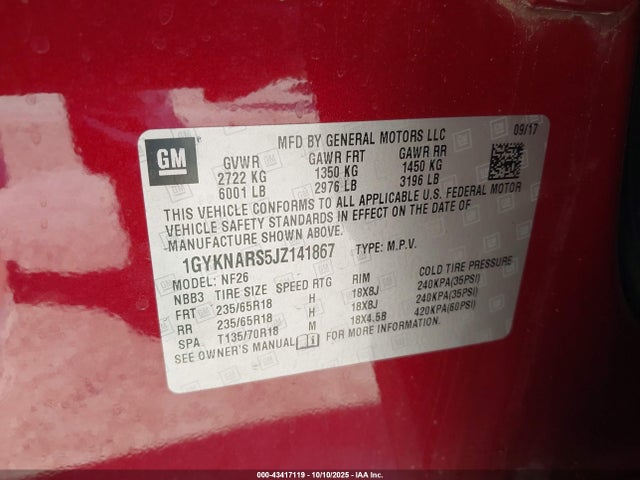 GM
MFD BY GENERAL MOTORS LLC 09/17
GVWR GAWR FRT GAWR RR
2722 KG 1350 KG 1450 KG
6001 LB 2976 LB 3196 LB
THIS VEHICLE CONFORMS TO ALL APPLICABLE U.S. FEDERAL MOTOR
VEHICLE SAFETY STANDARDS IN EFFECT ON THE DATE OF
MANUFACTURE SHOWN ABOVE.
1GYKNARS5JZ141867 TYPE: M.P.V.
MODEL: NF26
NBB3 TIRE SIZE SPEED RTG RIM COLD TIRE PRESSURE
FRT 235/65R18 H 18X8J 240KPA(35PSI)
RR 235/65R18 H 18X8J 240KPA(35PSI)
SPA T135/70R18 M 18X4.5B 420KPA(60PSI)
SEE OWNER'S MANUAL FOR MORE INFORMATION.
000-43417119 - 10/10/2025 - IAA Inc.